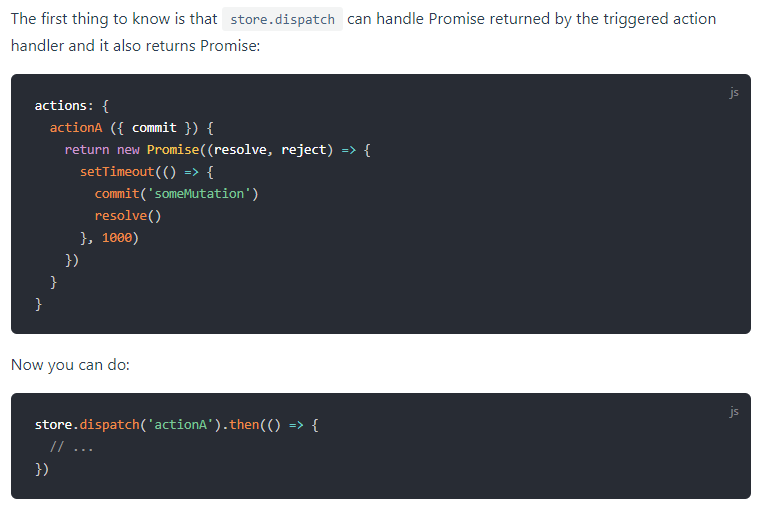 The first thing to know is that store.dispatch can handle Promise returned by the triggered action
handler and it also returns Promise:
js
actions: {
  actionA ({ commit }) {
    return new Promise((resolve, reject) => {
      setTimeout(() => {
        commit('someMutation')
        resolve()
      }, 1000)
    })
  }
}
Now you can do:
js
store.dispatch('actionA').then(() => {
  // ...
})